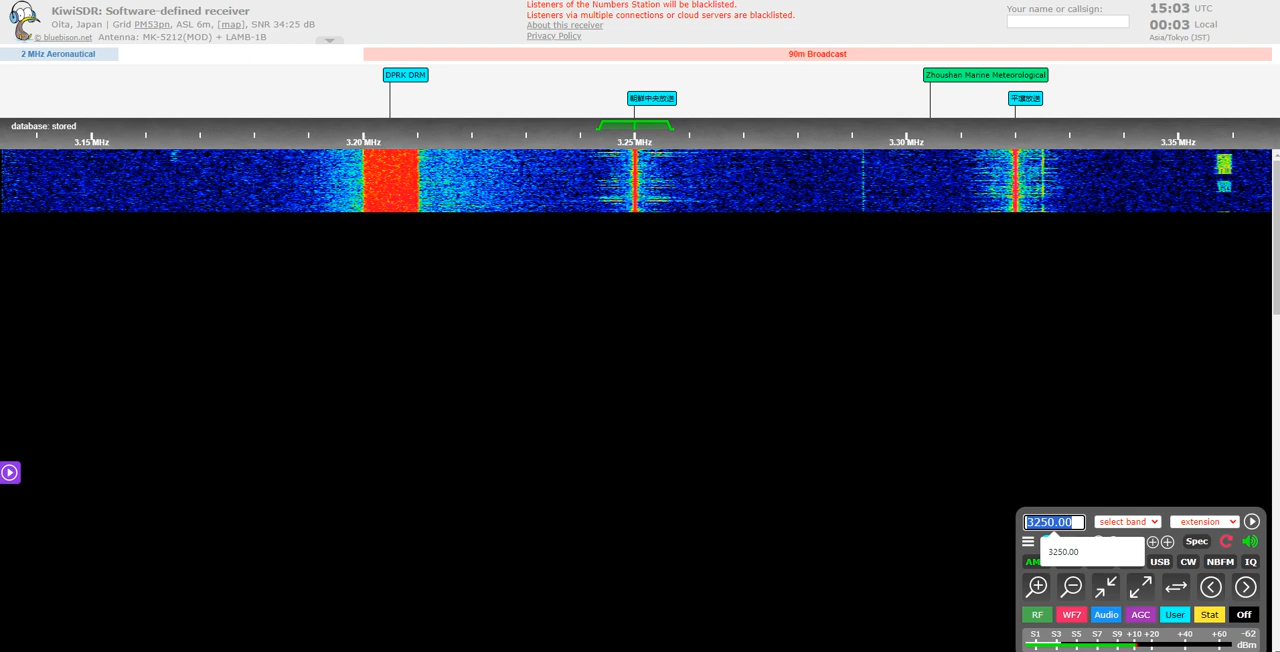 KiwiSDR: Software-defined receiver
Oita, Japan | Grid PM53pn, ASL 6m, [map], SNR 34:25 dB
© bluebison.net Antenna: MK-5212(MOD) + LAMB-1B
Listeners of the Numbers Station will be blacklisted.
Listeners via multiple connections or cloud servers are blacklisted.
About this receiver
Privacy Policy
Your name or callsign:
15:03 UTC
00:03 Local
Asia/Tokyo (JST)
2 MHz Aeronautical
90m Broadcast
DPRK DRM
Zhoushan Marine Meteorological
朝鮮中央放送
平壌放送
database: stored
3.15 MHz
3.20 MHz
3.25 MHz
3.30 MHz
3.35 MHz
3250.00
select band
extension
Spec
3250.00
AM
USB
CW
NBFM
IQ
RF
WF7
Audio
AGC
User
Stat
Off
S1 S3 S5 S7 S9 +10 +20 +40 +60 -62
dBm